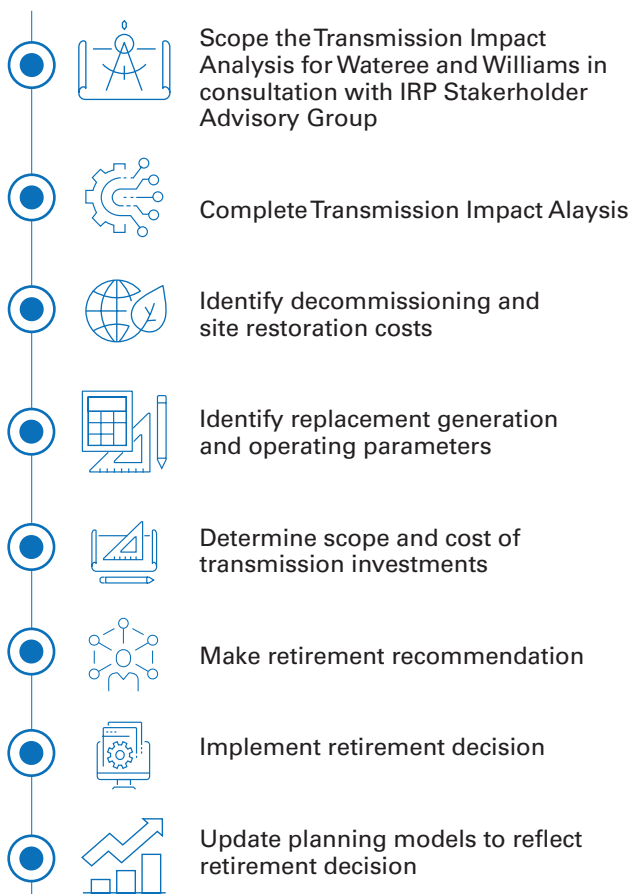 Scope the Transmission Impact
Analysis for Wateree and Williams in
consultation with IRP Stakerholder
Advisory Group
Complete Transmission Impact Alaysis
Identify decommissioning and
site restoration costs
Identify replacement generation
and operating parameters
Determine scope and cost of
transmission investments
Make retirement recommendation
Implement retirement decision
Update planning models to reflect
retirement decision